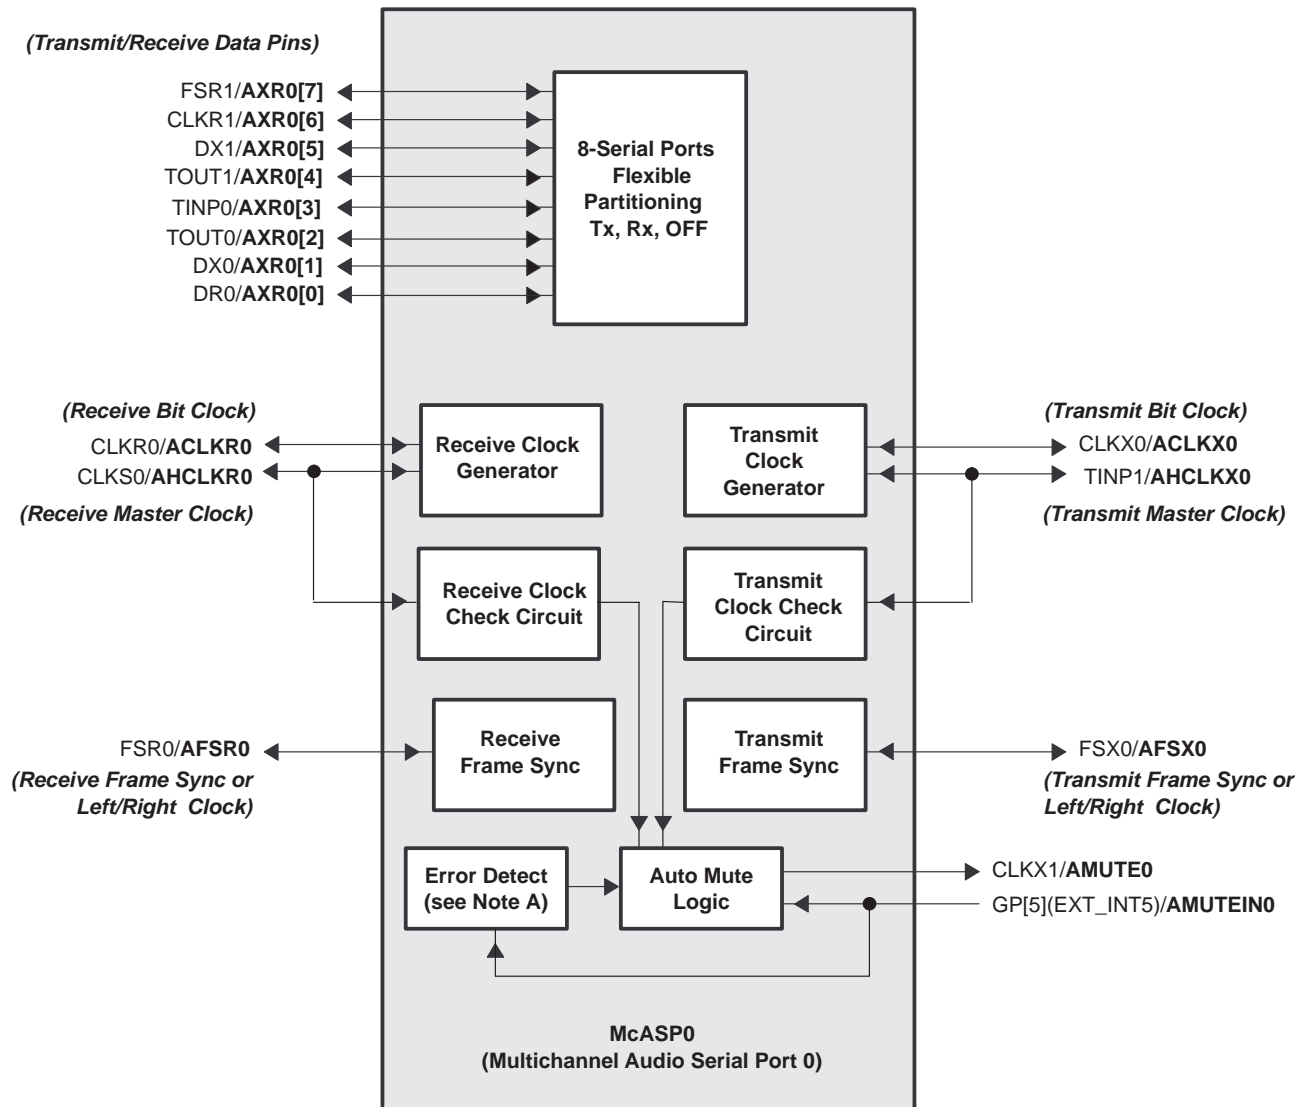 (Transmit/Receive Data Pins)
FSR1/AXR0[7]
CLKR1/AXR0[6]
DX1/AXR0[5]
TOUT1/AXR0[4]
TINP0/AXR0[3]
TOUT0/AXR0[2]
DX0/AXR0[1]
DR0/AXR0[0]
8-Serial Ports
Flexible
Partitioning
Tx, Rx, OFF
(Receive Bit Clock)
CLKR0/ACLKR0
CLKS0/AHCLKR0
(Receive Master Clock)
Receive Clock
Generator
Transmit
Clock
Generator
(Transmit Bit Clock)
CLKX0/ACLKX0
TINP1/AHCLKX0
(Transmit Master Clock)
Receive Clock
Check Circuit
Transmit
Clock Check
Circuit
FSR0/AFSR0
(Receive Frame Sync or
Left/Right Clock)
Receive
Frame Sync
Transmit
Frame Sync
FSX0/AFSX0
(Transmit Frame Sync or
Left/Right Clock)
Error Detect
(see Note A)
Auto Mute
Logic
CLKX1/AMUTE0
GP[5](EXT_INT5)/AMUTEIN0
McASP0
(Multichannel Audio Serial Port 0)